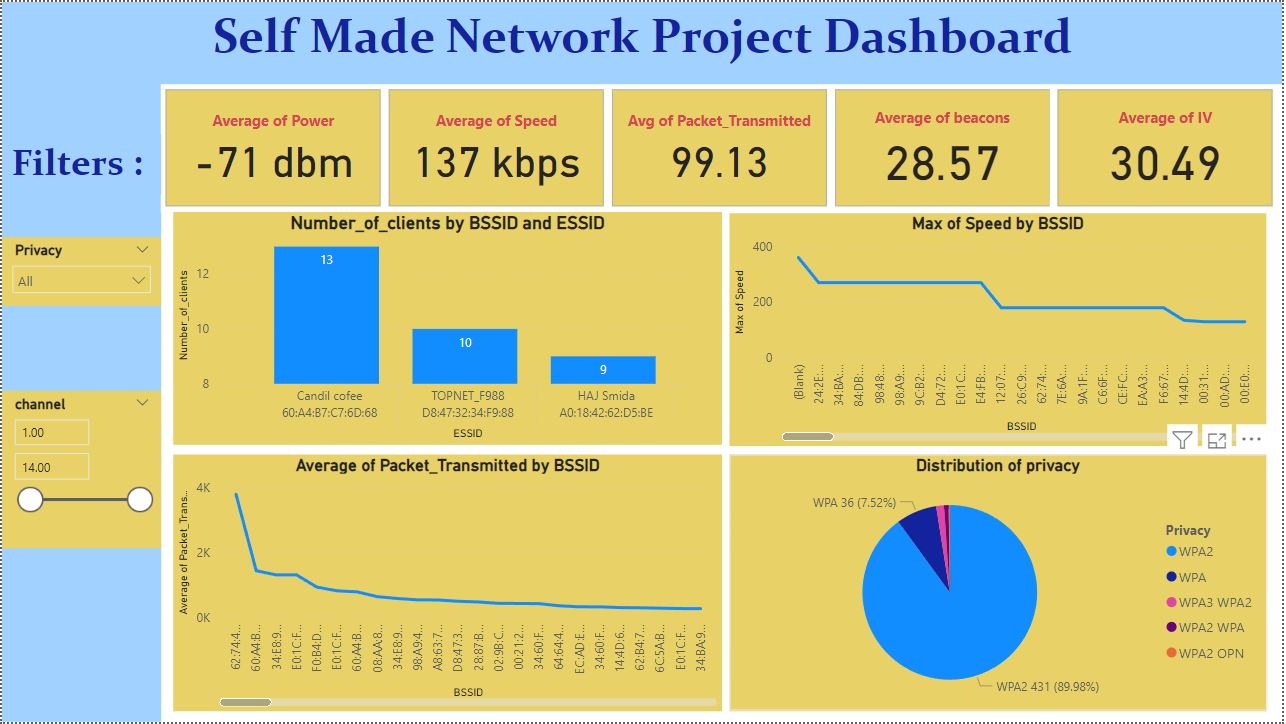 Self Made Network Project Dashboard
Filters :
Privacy
All
channel
1.00
14.00
Average of Power
-71 dbm
Average of Speed
137 kbps
Avg of Packet_Transmitted
99.13
Average of beacons
28.57
Average of IV
30.49
Number_of_clients by BSSID and ESSID
Number_of_clients
12
10
8
13
10
9
Candil cofee
60:A4:B7:C7:6D:68
TOPNET_F988
D8:47:32:34:F9:88
HAJ Smida
A0:18:42:62:D5:BE
ESSID
Max of Speed by BSSID
Max of Speed
400
200
0
(Blank)
24:2E:...
34:BA:...
84:DB:...
98:48:...
98:A9:...
9C:B2:...
D4:72:...
E0:1C:...
E4:FB:...
12:07:...
26:C9:...
62:74:...
7E:6A:...
9A:1F:...
C6:6F:...
CE:FC:...
EA:A3:...
F6:67:...
14:4D:...
00:31:...
00:AD:...
00:E0:...
BSSID
Average of Packet_Transmitted by BSSID
Average of Packet_Trans...
4K
2K
0K
62:74:4...
60:A4:B...
34:E8:9...
E0:1C:F...
F0:B4:D...
E0:1C:F...
60:A4:B...
08:AA:8...
34:E8:9...
98:A9:4...
A8:63:7...
D8:47:3...
28:87:B...
02:9B:C...
00:21:2...
34:60:F...
64:64:4...
EC:AD:E...
34:60:F...
14:4D:6...
62:B4:7...
6C:5A:B...
E0:1C:F...
34:BA:9...
BSSID
Distribution of privacy
WPA 36 (7.52%)
WPA2 431 (89.98%)
Privacy
WPA2
WPA
WPA3 WPA2
WPA2 WPA
WPA2 OPN